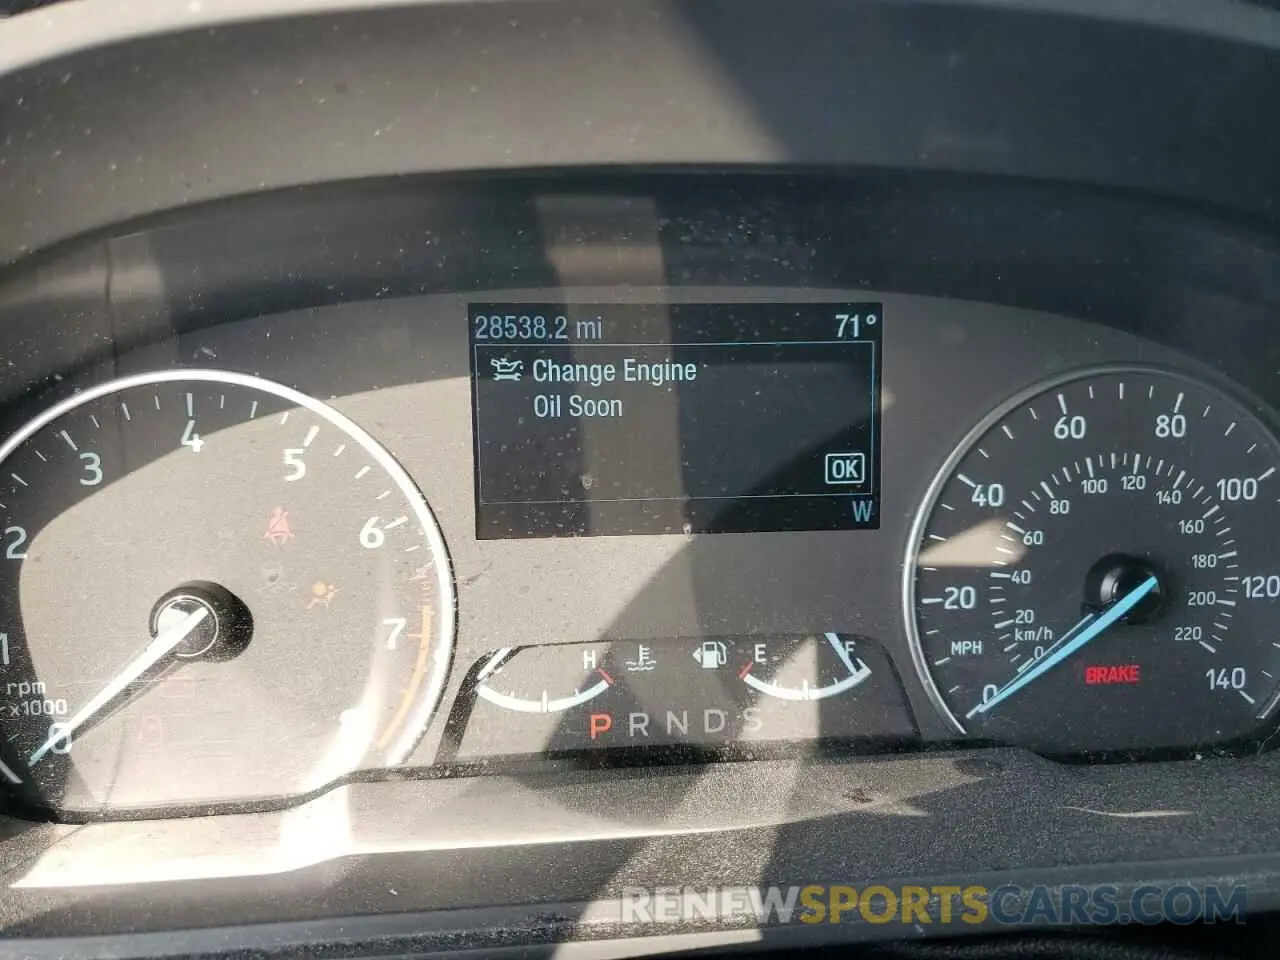 28538.2 mi 71°
Change Engine
Oil Soon
OK
W
0 1 2 3 4 5 6 7 8
rpm
x1000
H E F
P R N D S
0 20 40 60 80 100 120 140
MPH
0 20 40 60 80 100 120 140 160 180 200 220
km/h
BRAKE
RENEWSPORTSCARS.COM